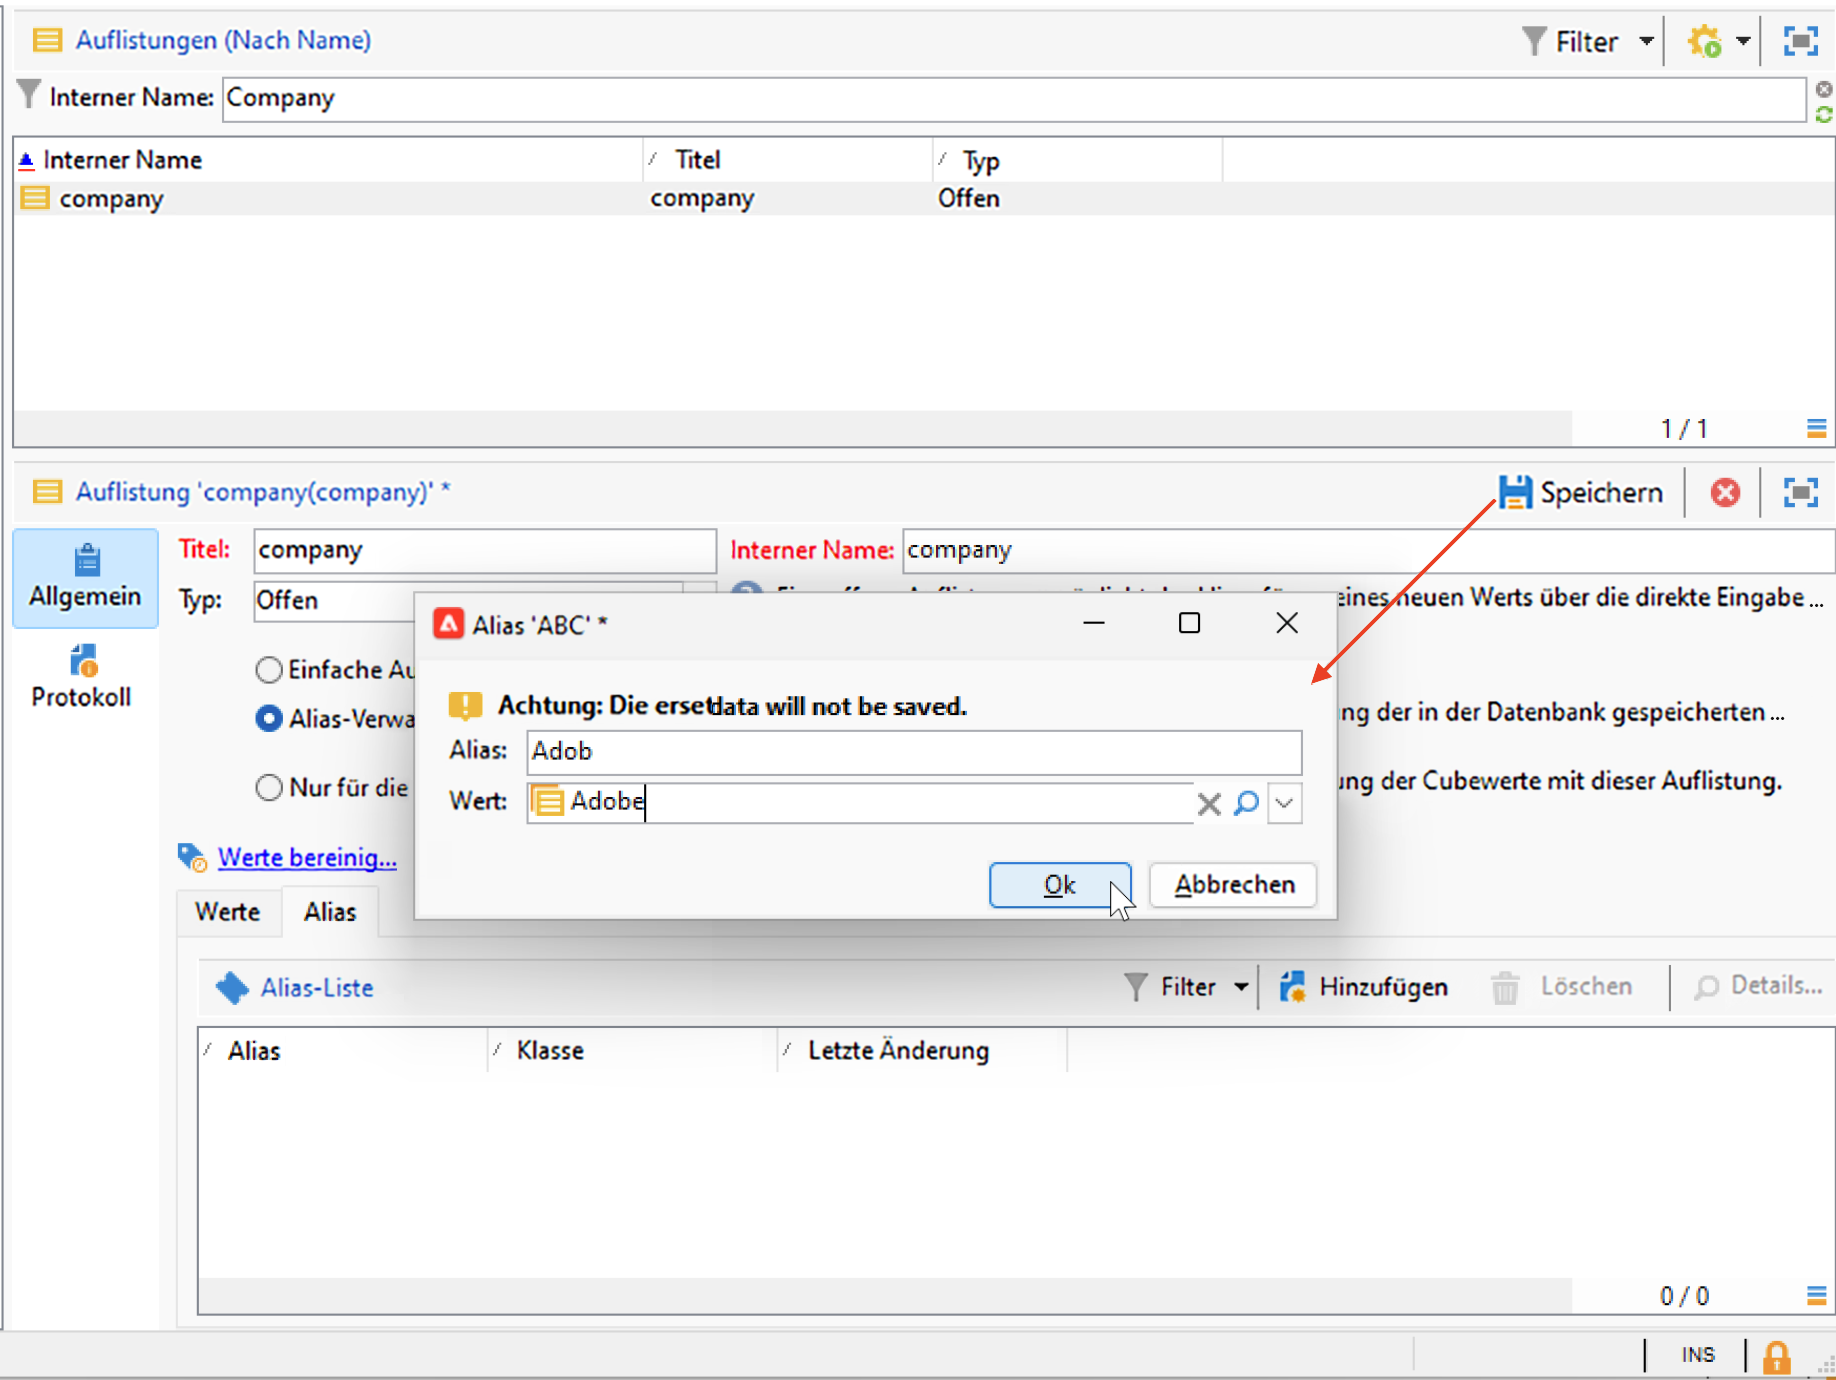 Auflistungen (Nach Name)
Filter
Interner Name: Company
Interner Name Titel Typ
company company Offen
1 / 1
Auflistung 'company(company)' *
Speichern
Allgemein
Protokoll
Titel: company
Interner Name: company
Typ: Offen
eines neuen Werts über die direkte Eingabe ...
Einfache Au
Alias-Verwa
ng der in der Datenbank gespeicherten ...
Nur für die
ung der Cubewerte mit dieser Auflistung.
Alias 'ABC' *
Achtung: Die ersetdata will not be saved.
Alias: Adob
Wert: Adobe
Ok
Abbrechen
Werte bereinig...
Werte
Alias
Alias-Liste
Filter
Hinzufügen
Löschen
Details...
Alias Klasse Letzte Änderung
0 / 0
INS